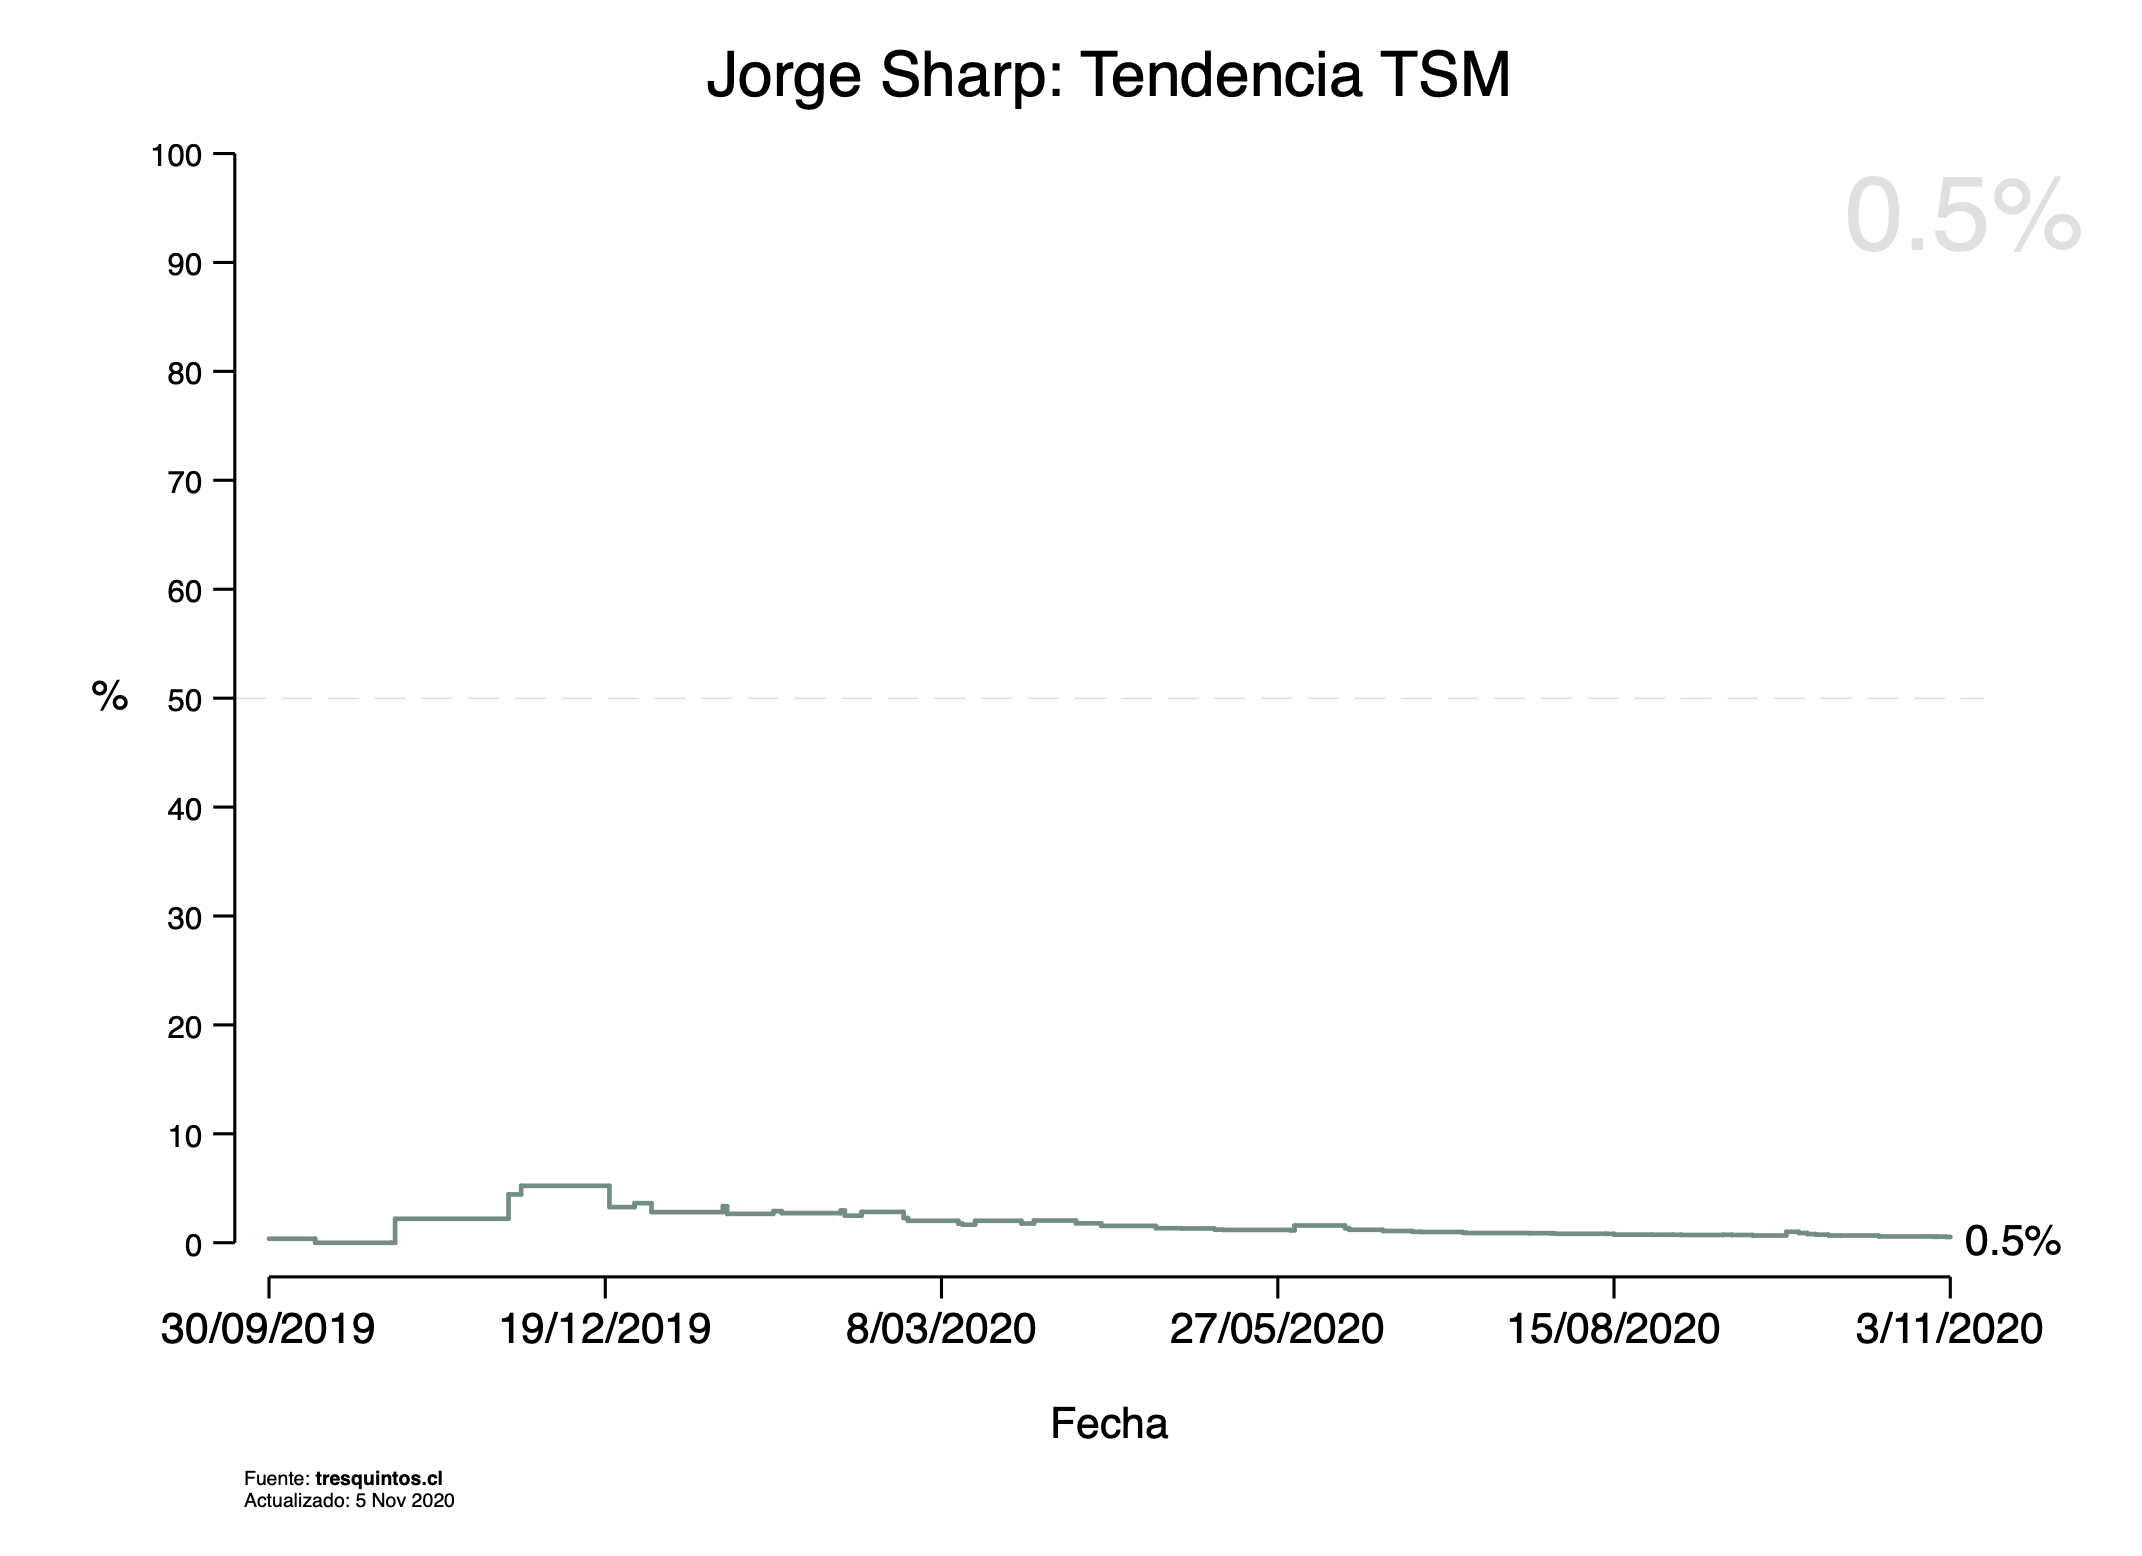 Jorge Sharp: Tendencia TSM
0.5%
100
90
80
70
60
50
40
30
20
10
0
%
0.5%
30/09/2019 19/12/2019 8/03/2020 27/05/2020 15/08/2020 3/11/2020
Fecha
Fuente: tresquintos.cl
Actualizado: 5 Nov 2020